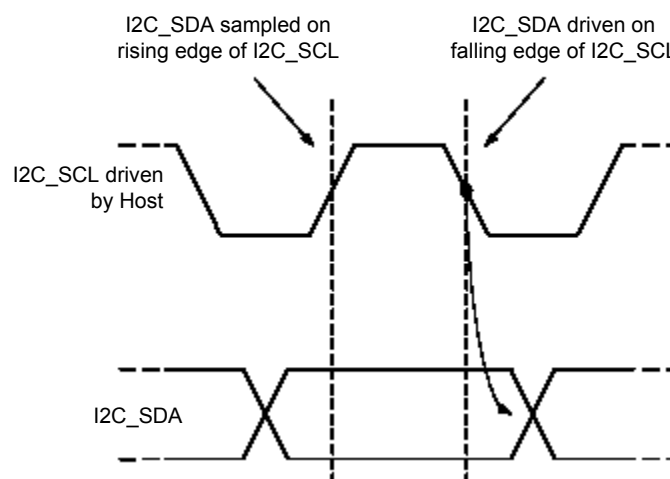 I2C_SDA sampled on
rising edge of I2C_SCL
I2C_SDA driven on
falling edge of I2C_SCL
I2C_SCL driven
by Host
I2C_SDA